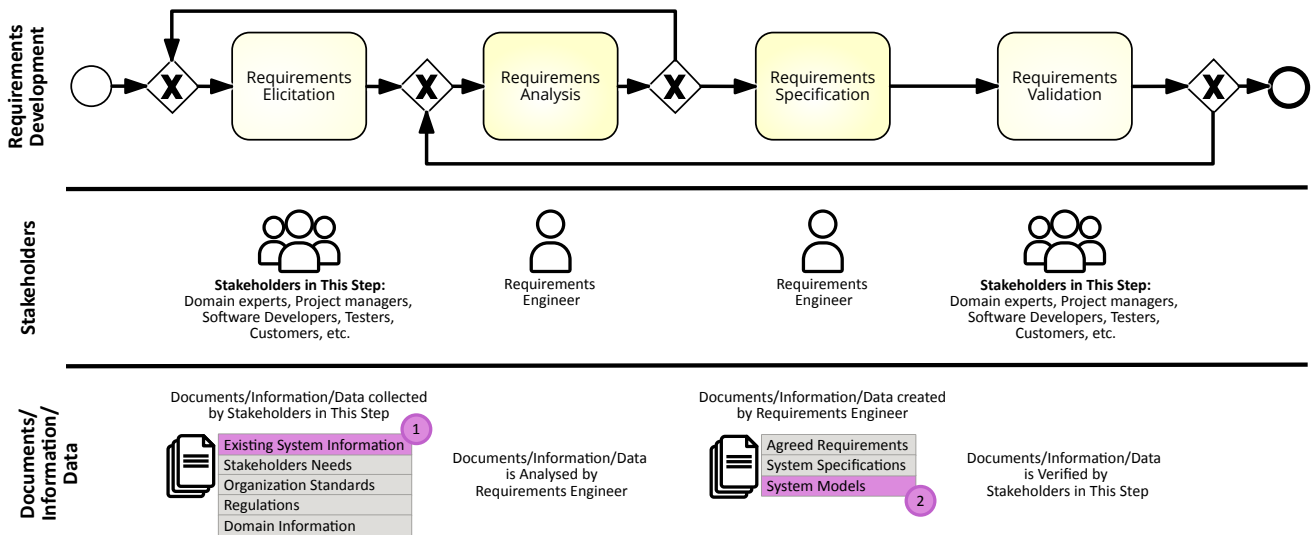 Requirements
Development
X
Requirements
Elicitation
X
Requiremens
Analysis
X
Requirements
Specification
Requirements
Validation
X
Stakeholders
Stakeholders in This Step:
Domain experts, Project managers,
Software Developers, Testers,
Customers, etc.
Requirements
Engineer
Requirements
Engineer
Stakeholders in This Step:
Domain experts, Project managers,
Software Developers, Testers,
Customers, etc.
Documents/
Information/
Data
Documents/Information/Data collected
by Stakeholders in This Step
1
Existing System Information
Stakeholders Needs
Organization Standards
Regulations
Domain Information
Documents/Information/Data
is Analysed by
Requirements Engineer
Documents/Information/Data created
by Requirements Engineer
Agreed Requirements
System Specifications
System Models
2
Documents/Information/Data
is Verified by
Stakeholders in This Step